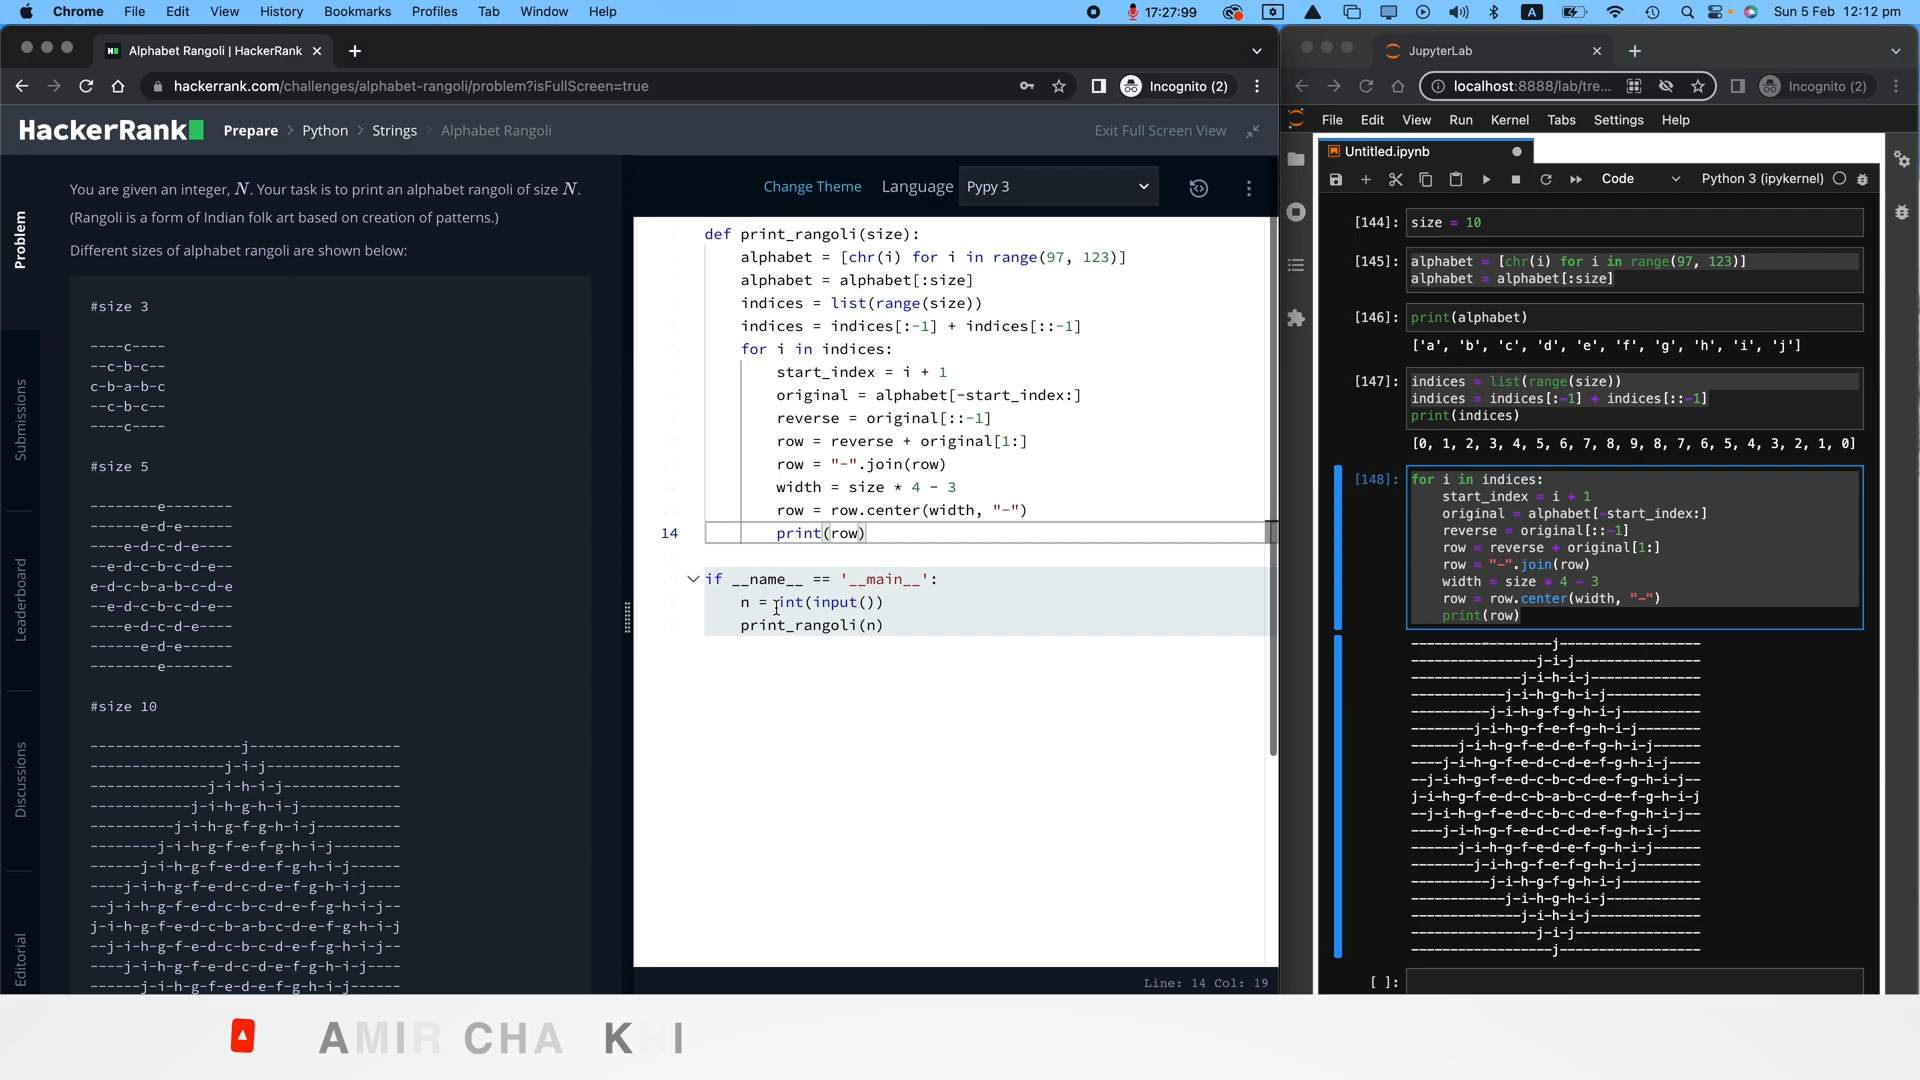 Chrome File Edit View History Bookmarks Profiles Tab Window Help
17:27:99 A Sun 5 Feb 12:12 pm
Alphabet Rangoli | HackerRank
hackerrank.com/challenges/alphabet-rangoli/problem?isFullScreen=true
Incognito (2)
HackerRank Prepare Python Strings Alphabet Rangoli
Exit Full Screen View
Problem
Submissions
Leaderboard
Discussions
Editorial
You are given an integer, N. Your task is to print an alphabet rangoli of size N.
(Rangoli is a form of Indian folk art based on creation of patterns.)
Different sizes of alphabet rangoli are shown below:
#size 3
----c----
--c-b-c--
c-b-a-b-c
--c-b-c--
----c----
#size 5
--------e--------
------e-d-e------
----e-d-c-d-e----
--e-d-c-b-c-d-e--
e-d-c-b-a-b-c-d-e
--e-d-c-b-c-d-e--
----e-d-c-d-e----
------e-d-e------
--------e--------
#size 10
------------------j------------------
----------------j-i-j----------------
--------------j-i-h-i-j--------------
------------j-i-h-g-h-i-j------------
----------j-i-h-g-f-g-h-i-j----------
--------j-i-h-g-f-e-f-g-h-i-j--------
------j-i-h-g-f-e-d-e-f-g-h-i-j------
----j-i-h-g-f-e-d-c-d-e-f-g-h-i-j----
--j-i-h-g-f-e-d-c-b-c-d-e-f-g-h-i-j--
j-i-h-g-f-e-d-c-b-a-b-c-d-e-f-g-h-i-j
--j-i-h-g-f-e-d-c-b-c-d-e-f-g-h-i-j--
----j-i-h-g-f-e-d-c-d-e-f-g-h-i-j----
------j-i-h-g-f-e-d-e-f-g-h-i-j------
Change Theme Language Pypy 3
def print_rangoli(size):
    alphabet = [chr(i) for i in range(97, 123)]
    alphabet = alphabet[:size]
    indices = list(range(size))
    indices = indices[:-1] + indices[::-1]
    for i in indices:
        start_index = i + 1
        original = alphabet[-start_index:]
        reverse = original[::-1]
        row = reverse + original[1:]
        row = "-".join(row)
        width = size * 4 - 3
        row = row.center(width, "-")
14        print(row)
if __name__ == '__main__':
    n = int(input())
    print_rangoli(n)
Line: 14 Col: 19
JupyterLab
localhost:8888/lab/tre...
Incognito (2)
File Edit View Run Kernel Tabs Settings Help
Untitled.ipynb
Code Python 3 (ipykernel)
[144]: size = 10
[145]: alphabet = [chr(i) for i in range(97, 123)]
alphabet = alphabet[:size]
[146]: print(alphabet)
['a', 'b', 'c', 'd', 'e', 'f', 'g', 'h', 'i', 'j']
[147]: indices = list(range(size))
indices = indices[:-1] + indices[::-1]
print(indices)
[0, 1, 2, 3, 4, 5, 6, 7, 8, 9, 8, 7, 6, 5, 4, 3, 2, 1, 0]
[148]: for i in indices:
    start_index = i + 1
    original = alphabet[-start_index:]
    reverse = original[::-1]
    row = reverse + original[1:]
    row = "-".join(row)
    width = size * 4 - 3
    row = row.center(width, "-")
    print(row)
------------------j------------------
----------------j-i-j----------------
--------------j-i-h-i-j--------------
------------j-i-h-g-h-i-j------------
----------j-i-h-g-f-g-h-i-j----------
--------j-i-h-g-f-e-f-g-h-i-j--------
------j-i-h-g-f-e-d-e-f-g-h-i-j------
----j-i-h-g-f-e-d-c-d-e-f-g-h-i-j----
--j-i-h-g-f-e-d-c-b-c-d-e-f-g-h-i-j--
j-i-h-g-f-e-d-c-b-a-b-c-d-e-f-g-h-i-j
--j-i-h-g-f-e-d-c-b-c-d-e-f-g-h-i-j--
----j-i-h-g-f-e-d-c-d-e-f-g-h-i-j----
------j-i-h-g-f-e-d-e-f-g-h-i-j------
--------j-i-h-g-f-e-f-g-h-i-j--------
----------j-i-h-g-f-g-h-i-j----------
------------j-i-h-g-h-i-j------------
--------------j-i-h-i-j--------------
----------------j-i-j----------------
------------------j------------------
[ ]:
AMIR CHA KHI